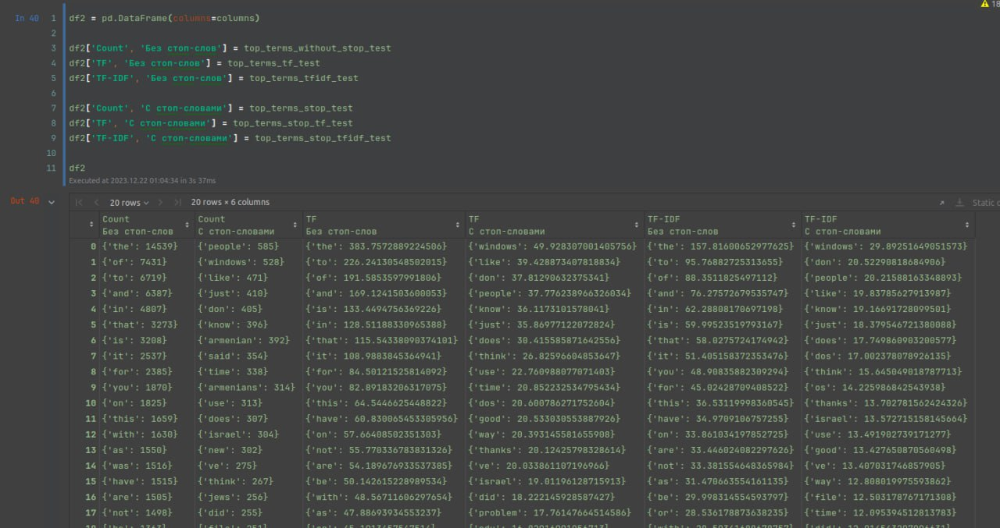 18
In 40
1 df2 = pd.DataFrame(columns=columns)
2
3 df2['Count', 'Без стоп-слов'] = top_terms_without_stop_test
4 df2['TF', 'Без стоп-слов'] = top_terms_tf_test
5 df2['TF-IDF', 'Без стоп-слов'] = top_terms_tfidf_test
6
7 df2['Count', 'С стоп-словами'] = top_terms_stop_test
8 df2['TF', 'С стоп-словами'] = top_terms_stop_tf_test
9 df2['TF-IDF', 'С стоп-словами'] = top_terms_stop_tfidf_test
10
11 df2
Executed at 2023.12.22 01:04:34 in 3s 37ms
Out 40
20 rows 20 rows × 6 columns Static
Count Count TF TF TF-IDF TF-IDF
Без стоп-слов С стоп-словами Без стоп-слов С стоп-словами Без стоп-слов С стоп-словами
0 {'the': 14539} {'people': 585} {'the': 383.7572889224506} {'windows': 49.928307001405756} {'the': 157.81600652977625} {'windows': 29.89251649051573}
1 {'of': 7431} {'windows': 528} {'to': 226.24130548502015} {'like': 39.428873407818834} {'to': 95.76882725313655} {'don': 20.52290818684906}
2 {'to': 6719} {'like': 471} {'of': 191.5853597991806} {'don': 37.81290632375341} {'of': 88.3511825497112} {'people': 20.21588163348893}
3 {'and': 6387} {'just': 410} {'and': 169.1241503600053} {'people': 37.776238966326034} {'and': 76.27572679535747} {'like': 19.83785627913987}
4 {'in': 4807} {'don': 405} {'is': 133.4494756369226} {'know': 36.1173101578041} {'in': 62.28808170697198} {'know': 19.16691728099501}
5 {'that': 3273} {'know': 396} {'in': 128.51188330965388} {'just': 35.86977122072824} {'is': 59.99523519793167} {'just': 18.379546721380088}
6 {'is': 3208} {'armenian': 392} {'that': 115.54338090374101} {'does': 30.415585871642556} {'that': 58.0275724174942} {'does': 17.749860903200577}
7 {'it': 2537} {'said': 354} {'it': 108.9883845364941} {'think': 26.82596604853647} {'it': 51.405158372353476} {'dos': 17.002378078926135}
8 {'for': 2385} {'time': 338} {'for': 84.50121525814092} {'use': 22.760988077071403} {'you': 48.90835882309294} {'think': 15.645049018787713}
9 {'you': 1870} {'armenians': 314} {'you': 82.89183206317075} {'time': 20.852232534795434} {'for': 45.02428709408522} {'os': 14.225986842543938}
10 {'on': 1825} {'use': 313} {'this': 64.5446625448822} {'dos': 20.600786271752604} {'this': 36.53119998360545} {'thanks': 13.702781562424326}
11 {'this': 1659} {'does': 307} {'have': 60.830065453305956} {'good': 20.533030553887926} {'have': 34.9709106757255} {'israel': 13.572715158145664}
12 {'with': 1630} {'israel': 304} {'on': 57.66408502351303} {'way': 20.393145581655908} {'on': 33.861034197852725} {'use': 13.491902739171277}
13 {'as': 1550} {'new': 302} {'not': 55.770336783831326} {'thanks': 20.12425798328614} {'are': 33.446024082297626} {'good': 13.427650870560498}
14 {'was': 1516} {'ve': 275} {'are': 54.189676933537385} {'ve': 20.033861107196966} {'not': 33.381554648365984} {'ve': 13.407031746857905}
15 {'have': 1515} {'think': 267} {'be': 50.142615228989534} {'israel': 19.01196128715913} {'as': 31.470663554161135} {'way': 12.808019975593862}
16 {'are': 1505} {'jews': 256} {'with': 48.56711606297654} {'did': 18.222145928587427} {'be': 29.998314554593797} {'file': 12.503178767171308}
17 {'not': 1498} {'did': 255} {'as': 47.88693934553237} {'problem': 17.76147664514586} {'or': 28.536178873638235} {'time': 12.095394512813783}